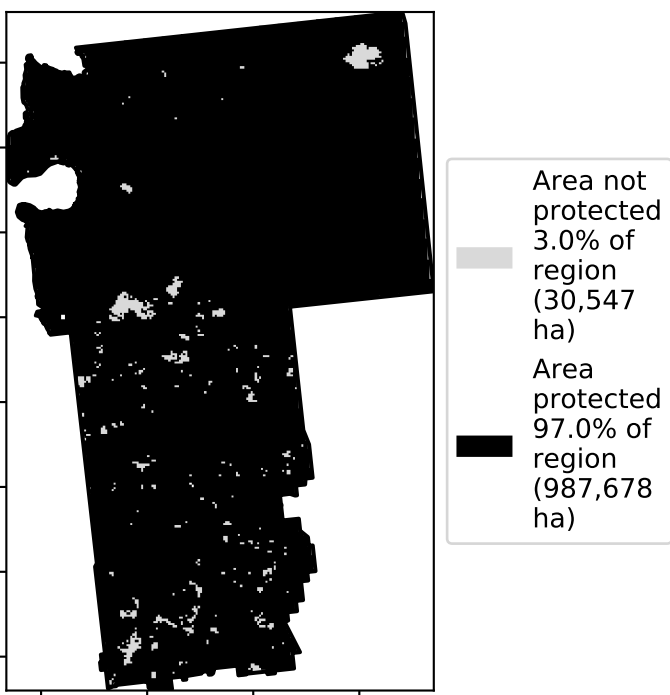 Area not
protected
3.0% of
region
(30,547
ha)
Area
protected
97.0% of
region
(987,678
ha)